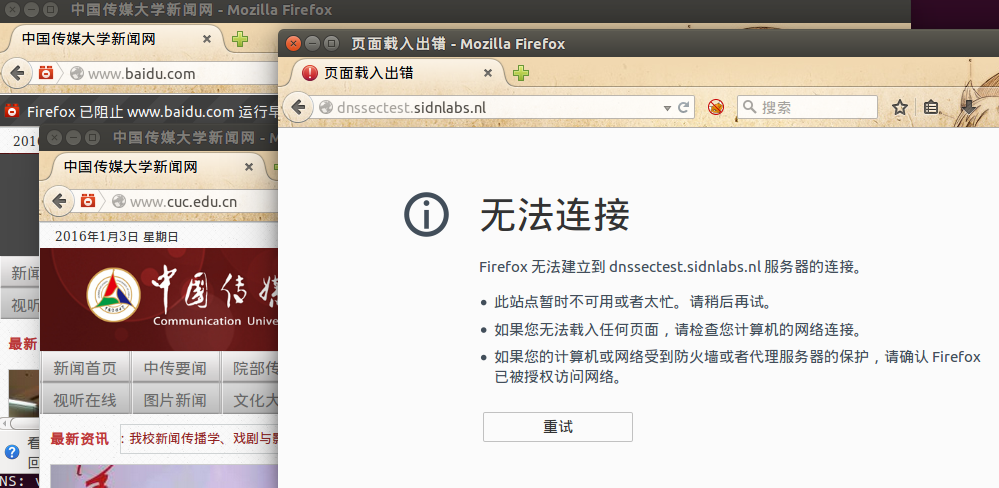 中国传媒大学新闻网 - Mozilla Firefox
中国传媒大学新闻网
www.baidu.com
Firefox 已阻止 www.baidu.com 运行
2016
新闻
视听
最新
看
回
NS:
中国传媒大学新闻网 - M
中国传媒大学新闻网
www.cuc.edu.cn
2016年1月3日 星期日
中国传媒
Communication Unive
新闻首页 中传要闻 院部传
视听在线 图片新闻 文化大
最新资讯 : 我校新闻传播学、戏剧与影
页面载入出错 - Mozilla Firefox
页面载入出错
dnssectest.sidnlabs.nl
搜索
无法连接
Firefox 无法建立到 dnssectest.sidnlabs.nl 服务器的连接。
• 此站点暂时不可用或者太忙。请稍后再试。
• 如果您无法载入任何页面，请检查您计算机的网络连接。
• 如果您的计算机或网络受到防火墙或者代理服务器的保护，请确认 Firefox
已被授权访问网络。
重试